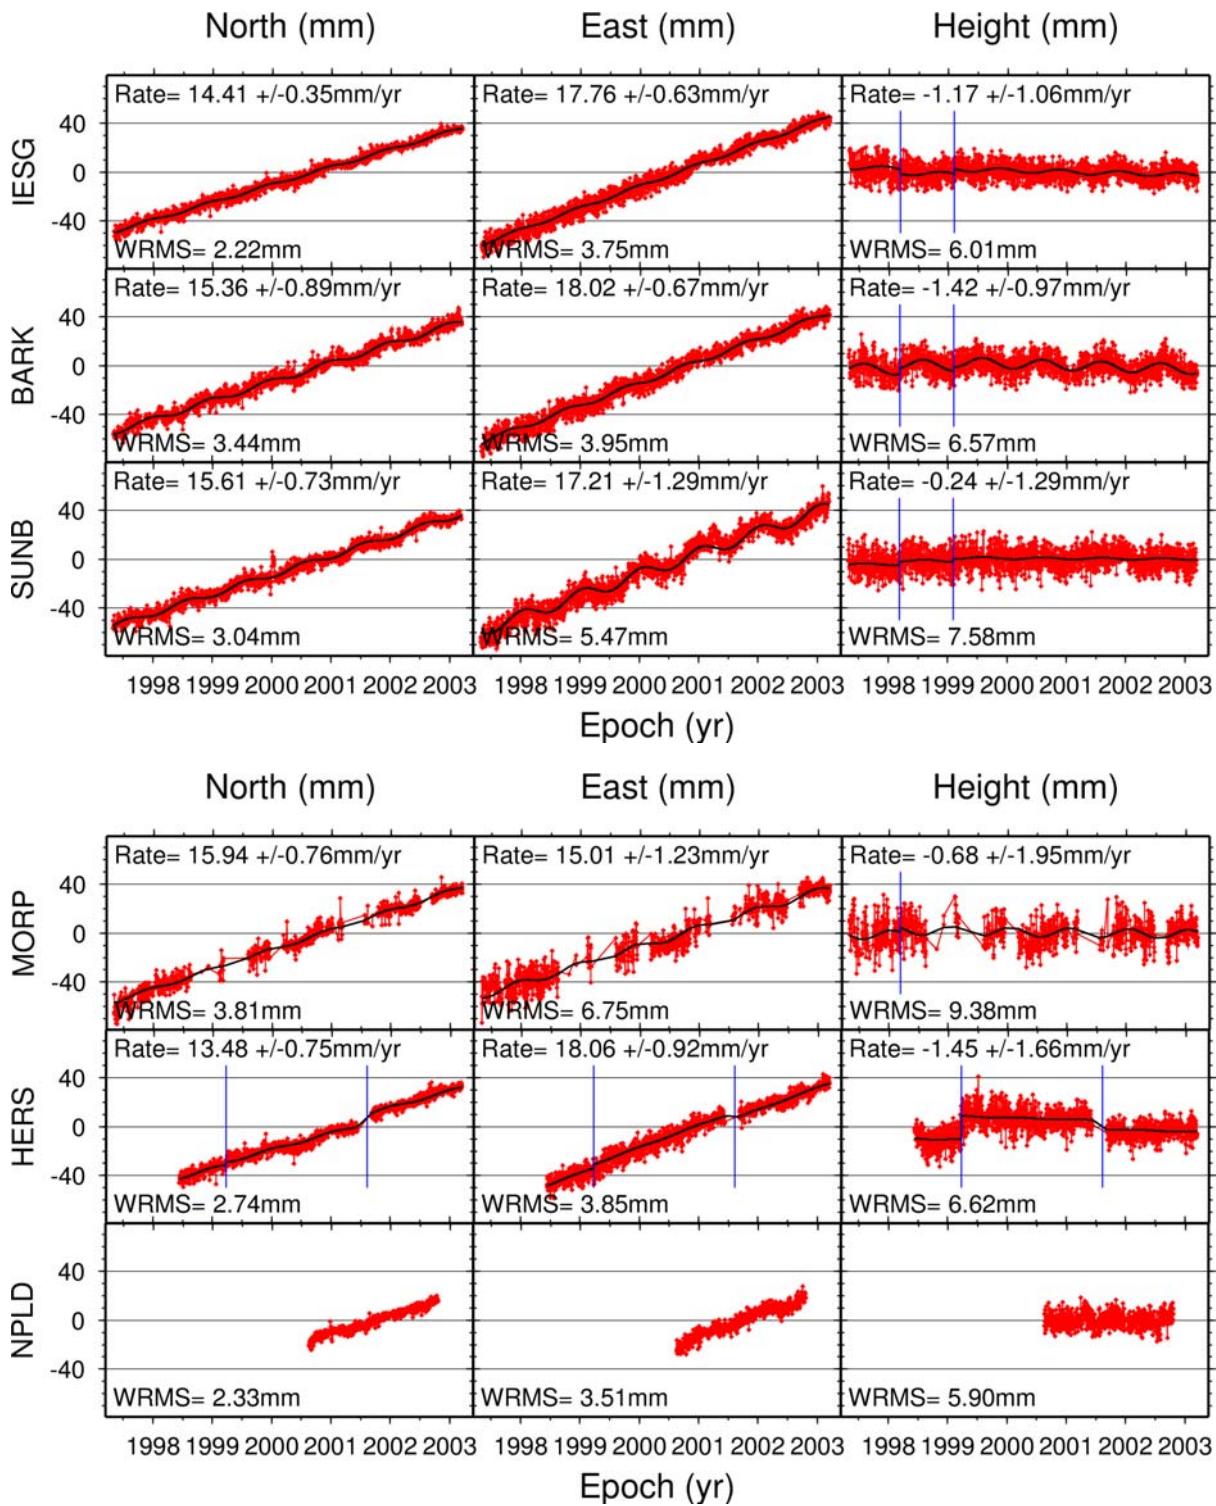 North (mm) East (mm) Height (mm)
Rate= 14.41 +/-0.35mm/yr Rate= 17.76 +/-0.63mm/yr Rate= -1.17 +/-1.06mm/yr
40
IESG 0
-40
WRMS= 2.22mm WRMS= 3.75mm WRMS= 6.01mm
Rate= 15.36 +/-0.89mm/yr Rate= 18.02 +/-0.67mm/yr Rate= -1.42 +/-0.97mm/yr
40
BARK 0
-40
WRMS= 3.44mm WRMS= 3.95mm WRMS= 6.57mm
Rate= 15.61 +/-0.73mm/yr Rate= 17.21 +/-1.29mm/yr Rate= -0.24 +/-1.29mm/yr
40
SUNB 0
-40
WRMS= 3.04mm WRMS= 5.47mm WRMS= 7.58mm
1998 1999 2000 2001 2002 2003 1998 1999 2000 2001 2002 2003 1998 1999 2000 2001 2002 2003
Epoch (yr)
North (mm) East (mm) Height (mm)
Rate= 15.94 +/-0.76mm/yr Rate= 15.01 +/-1.23mm/yr Rate= -0.68 +/-1.95mm/yr
40
MORP 0
-40
WRMS= 3.81mm WRMS= 6.75mm WRMS= 9.38mm
Rate= 13.48 +/-0.75mm/yr Rate= 18.06 +/-0.92mm/yr Rate= -1.45 +/-1.66mm/yr
40
HERS 0
-40
WRMS= 2.74mm WRMS= 3.85mm WRMS= 6.62mm
40
NPLD 0
-40
WRMS= 2.33mm WRMS= 3.51mm WRMS= 5.90mm
1998 1999 2000 2001 2002 2003 1998 1999 2000 2001 2002 2003 1998 1999 2000 2001 2002 2003
Epoch (yr)